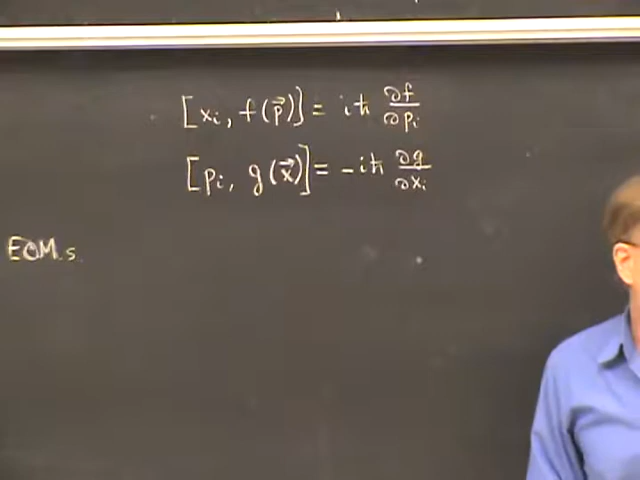 [xᵢ, f(p⃗)] = iħ ∂f/∂pᵢ
[pᵢ, g(x⃗)] = -iħ ∂g/∂xᵢ
EOM.s